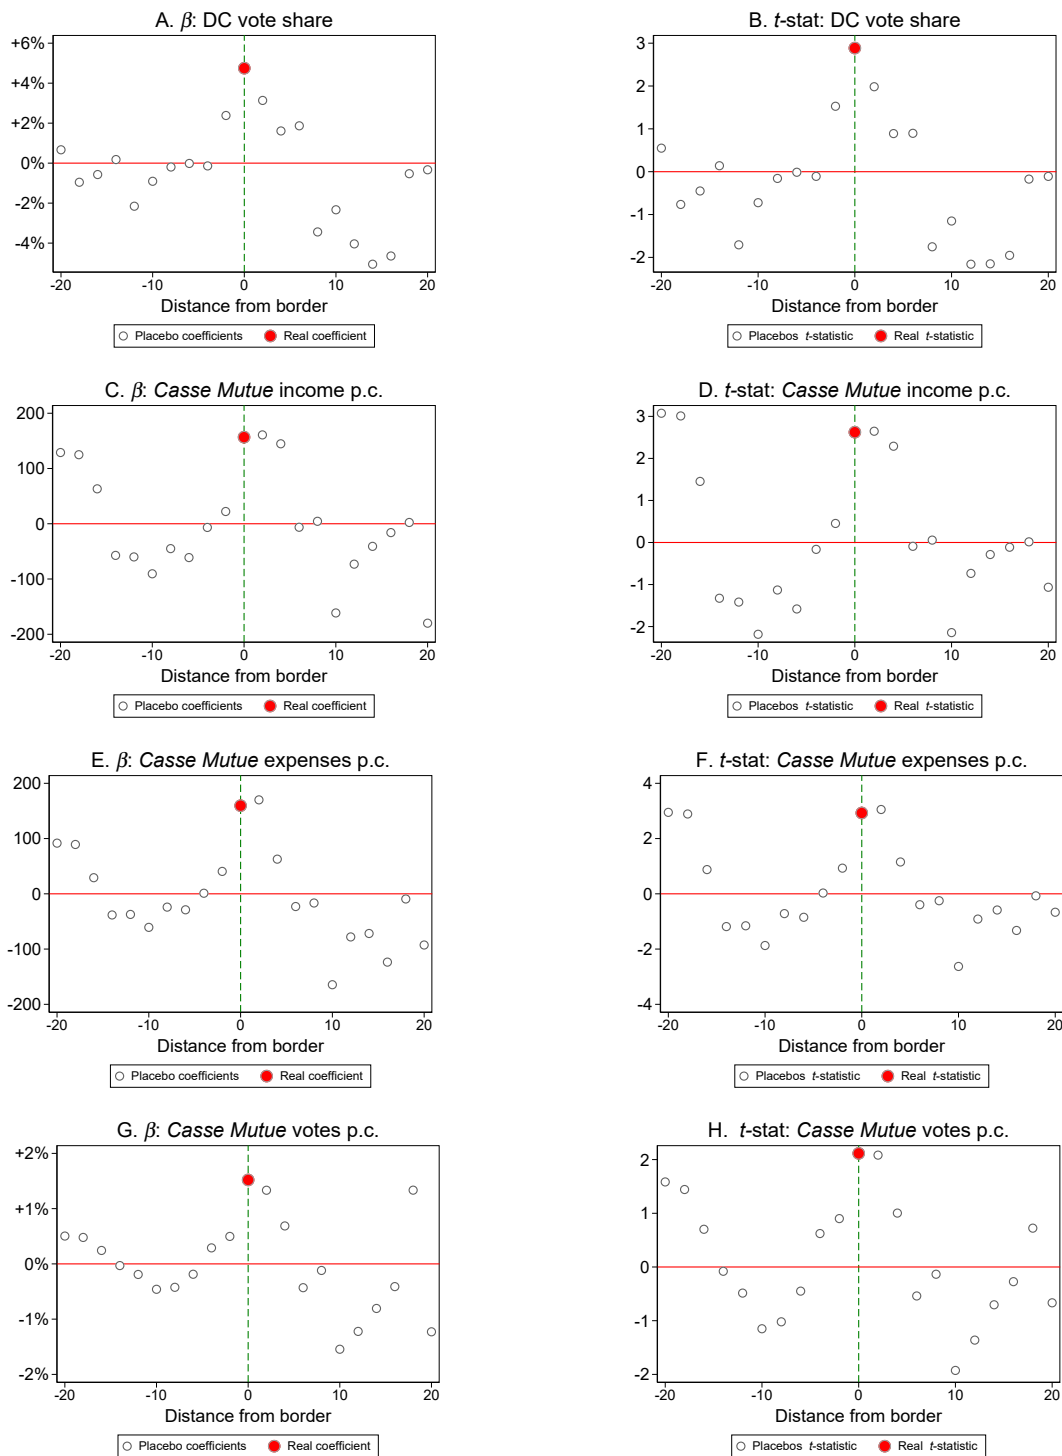 A. β: DC vote share
+6%
+4%
+2%
0%
-2%
-4%
-20 -10 0 10 20
Distance from border
Placebo coefficients Real coefficient
B. t-stat: DC vote share
3
2
1
0
-1
-2
-20 -10 0 10 20
Distance from border
Placebos t-statistic Real t-statistic
C. β: Casse Mutue income p.c.
200
100
0
-100
-200
-20 -10 0 10 20
Distance from border
Placebo coefficients Real coefficient
D. t-stat: Casse Mutue income p.c.
3
2
1
0
-1
-2
-20 -10 0 10 20
Distance from border
Placebos t-statistic Real t-statistic
E. β: Casse Mutue expenses p.c.
200
100
0
-100
-200
-20 -10 0 10 20
Distance from border
Placebo coefficients Real coefficient
F. t-stat: Casse Mutue expenses p.c.
4
2
0
-2
-4
-20 -10 0 10 20
Distance from border
Placebos t-statistic Real t-statistic
G. β: Casse Mutue votes p.c.
+2%
+1%
0%
-1%
-2%
-20 -10 0 10 20
Distance from border
Placebo coefficients Real coefficient
H. t-stat: Casse Mutue votes p.c.
2
1
0
-1
-2
-20 -10 0 10 20
Distance from border
Placebos t-statistic Real t-statistic